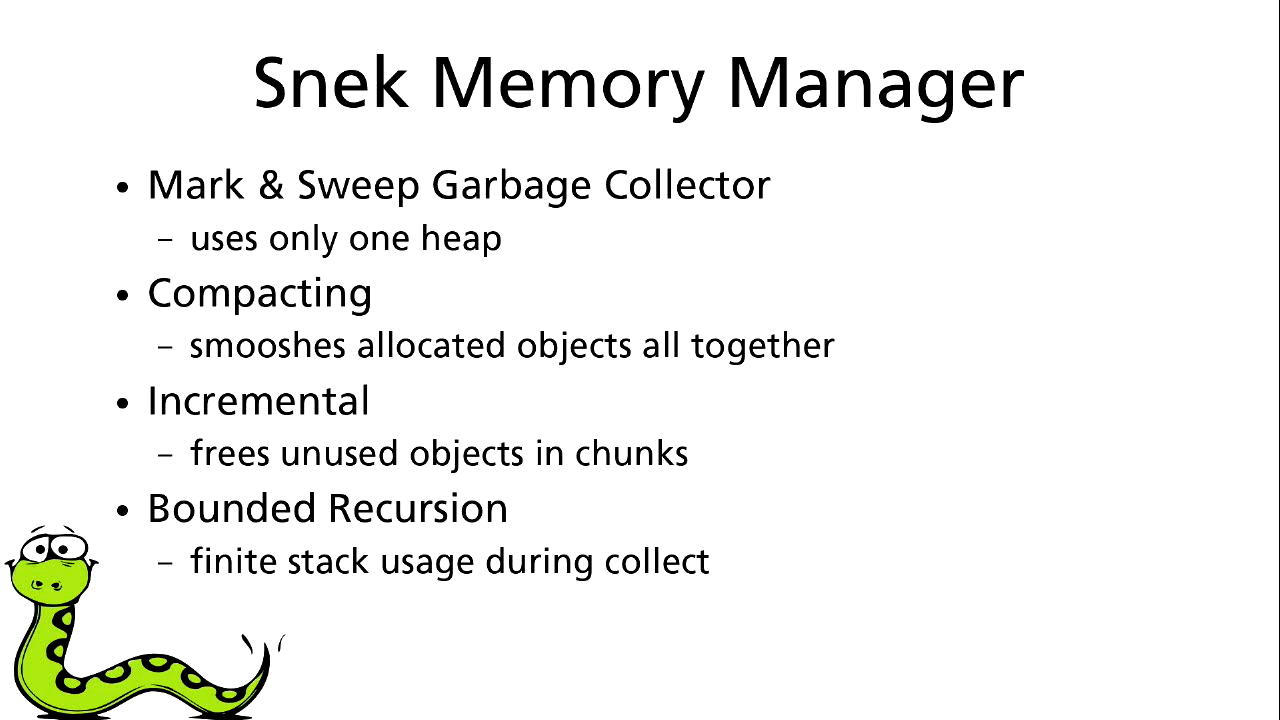 Snek Memory Manager
• Mark & Sweep Garbage Collector
– uses only one heap
• Compacting
– smooshes allocated objects all together
• Incremental
– frees unused objects in chunks
• Bounded Recursion
– finite stack usage during collect